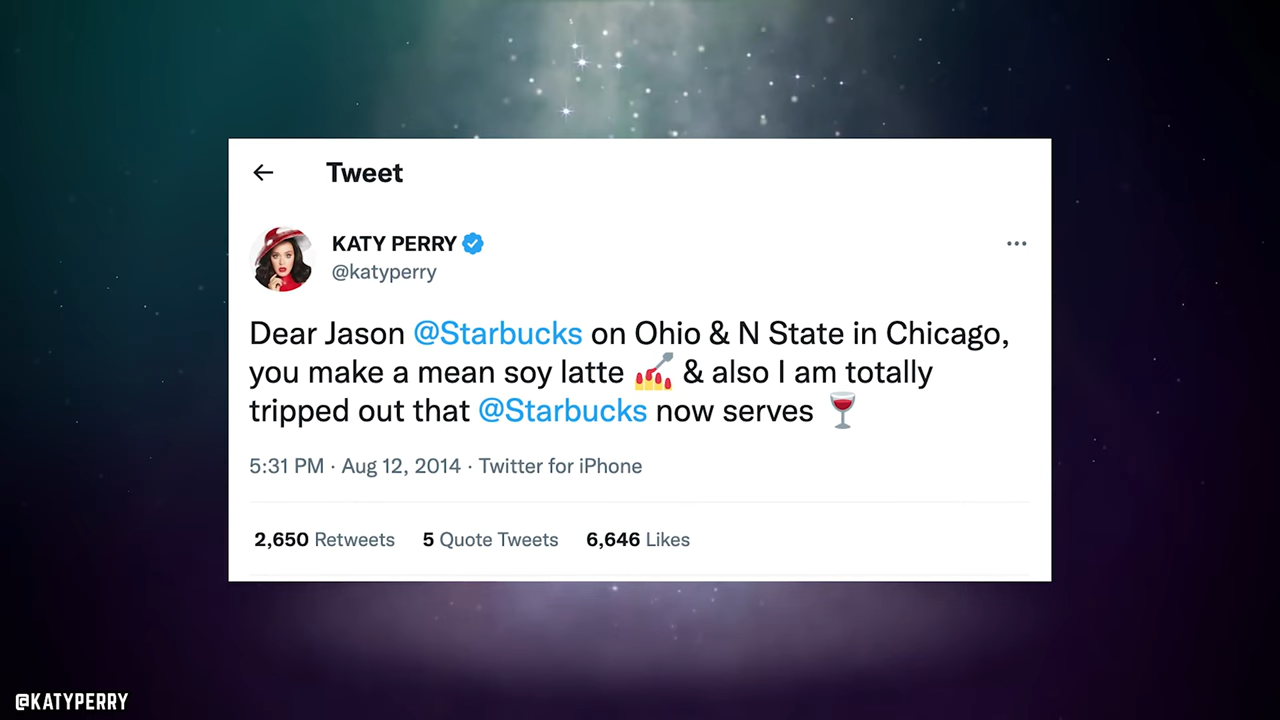 ← Tweet
KATY PERRY
@katyperry
...
Dear Jason @Starbucks on Ohio & N State in Chicago,
you make a mean soy latte 💅 & also I am totally
tripped out that @Starbucks now serves 🍷
5:31 PM · Aug 12, 2014 · Twitter for iPhone
2,650 Retweets 5 Quote Tweets 6,646 Likes
@KATYPERRY